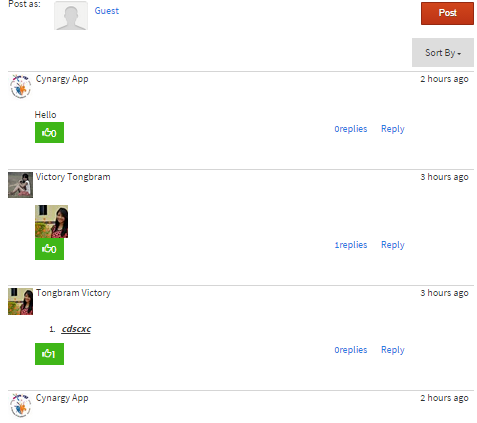 Post as:
Guest
Post
Sort By
Cynargy App
2 hours ago
Hello
0
0replies
Reply
Victory Tongbram
3 hours ago
0
1replies
Reply
Tongbram Victory
3 hours ago
1. cdscxc
1
0replies
Reply
Cynargy App
2 hours ago